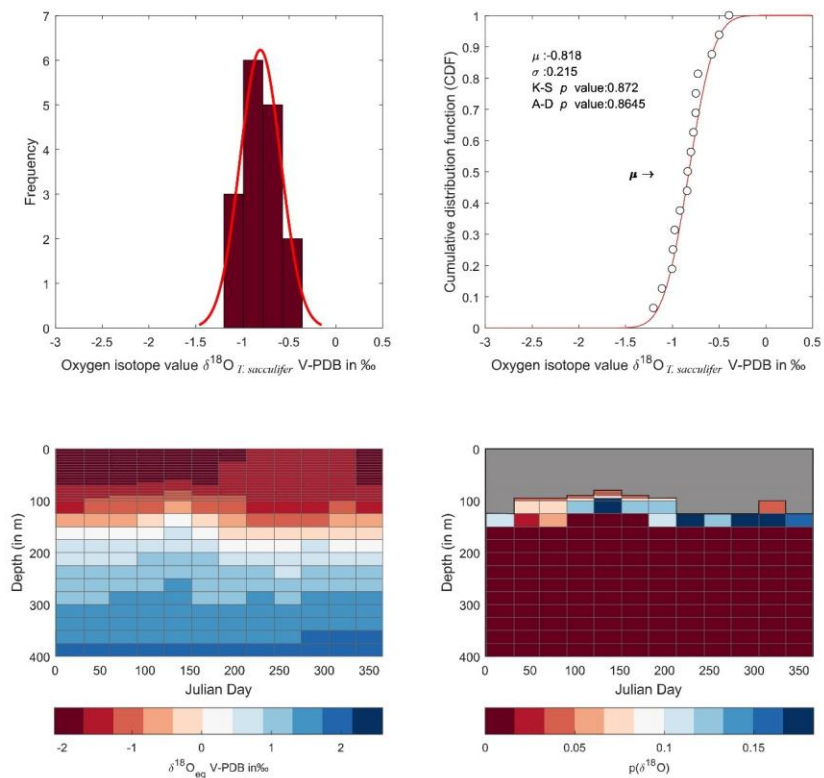 7
6
5
4
3
2
1
0
Frequency
-3 -2.5 -2 -1.5 -1 -0.5 0 0.5
Oxygen isotope value δ¹⁸O T. sacculifer V-PDB in ‰
1
0.9
0.8
0.7
0.6
0.5
0.4
0.3
0.2
0.1
0
Cumulative distribution function (CDF)
μ :-0.818
σ :0.215
K-S p value:0.872
A-D p value:0.8645
μ →
-3 -2.5 -2 -1.5 -1 -0.5 0 0.5
Oxygen isotope value δ¹⁸O T. sacculifer V-PDB in ‰
0
100
200
300
400
Depth (in m)
0 50 100 150 200 250 300 350
Julian Day
-2 -1 0 1 2
δ¹⁸O eq V-PDB in‰
0
100
200
300
400
Depth (in m)
0 50 100 150 200 250 300 350
Julian Day
0 0.05 0.1 0.15
p(δ¹⁸O)